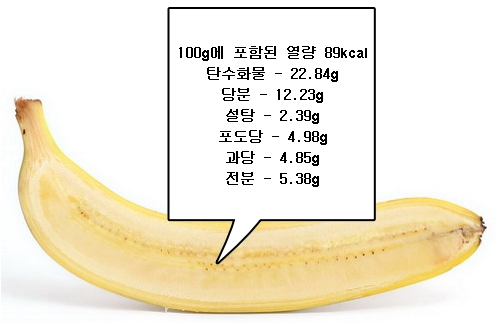 100g에 포함된 열량 89kcal
탄수화물 - 22.84g
당분 - 12.23g
설탕 - 2.39g
포도당 - 4.98g
과당 - 4.85g
전분 - 5.38g